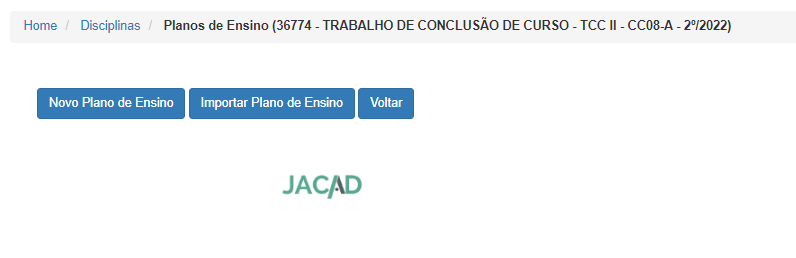 Home / Disciplinas / Planos de Ensino (36774 - TRABALHO DE CONCLUSÃO DE CURSO - TCC II - CC08-A - 2º/2022)
Novo Plano de Ensino Importar Plano de Ensino Voltar
JACAD